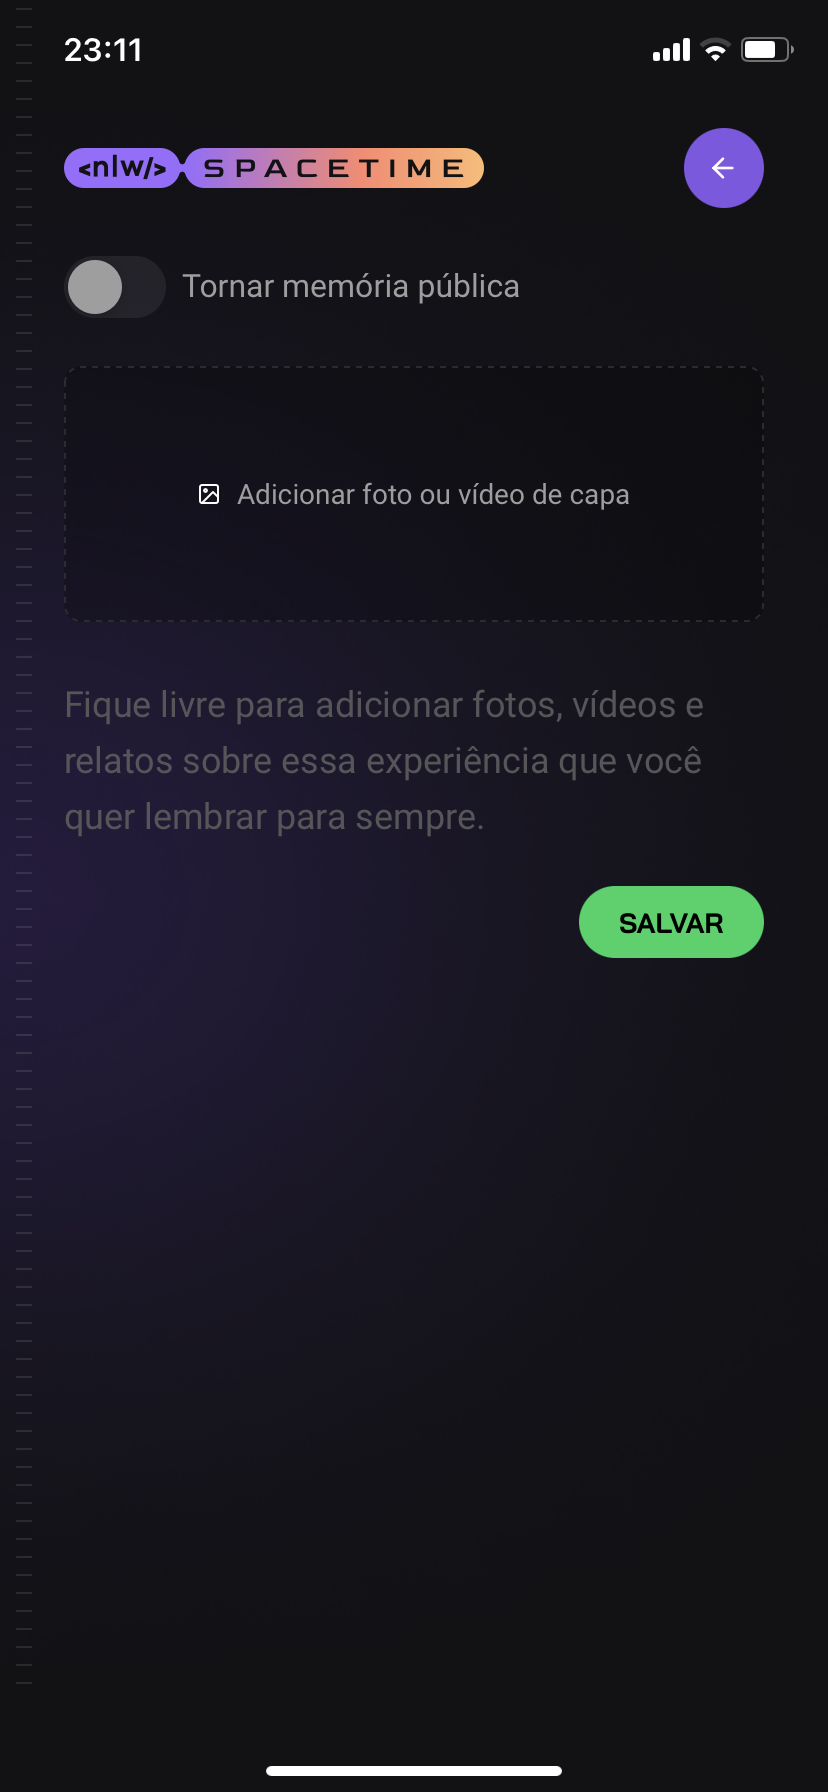 23:11
<nlw/> SPACETIME
Tornar memória pública
Adicionar foto ou vídeo de capa
Fique livre para adicionar fotos, vídeos e
relatos sobre essa experiência que você
quer lembrar para sempre.
SALVAR